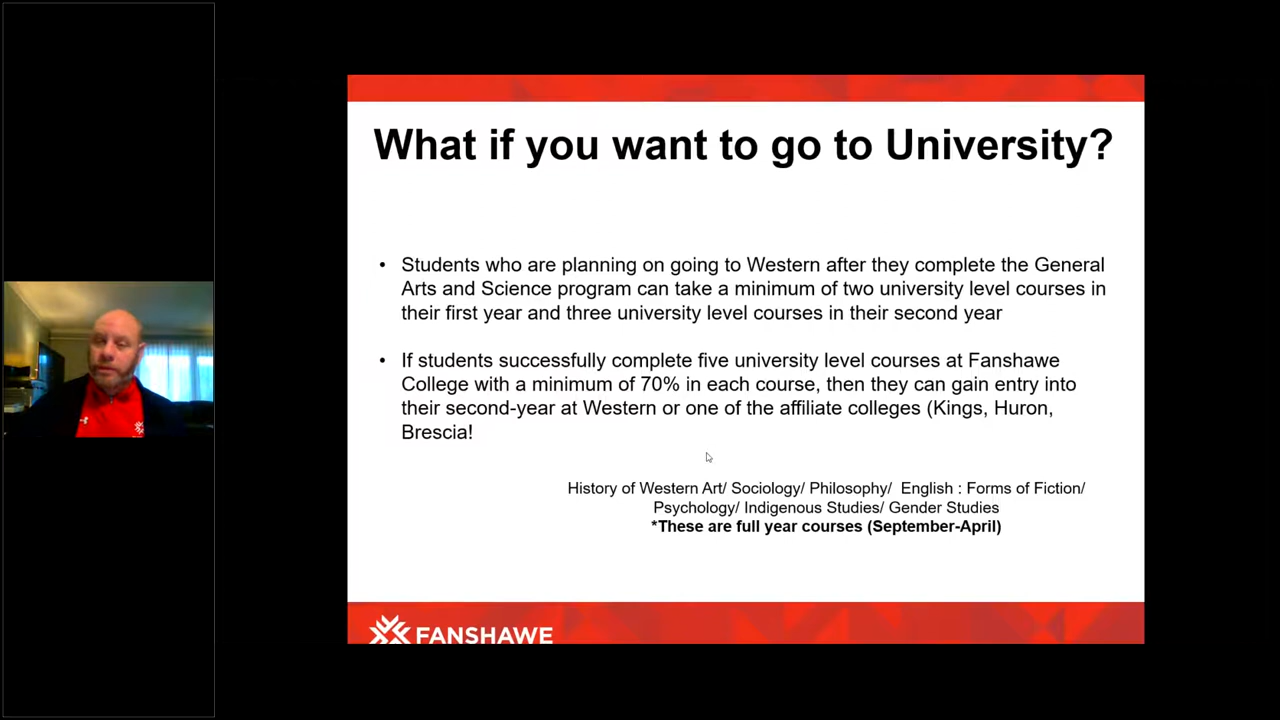 What if you want to go to University?
• Students who are planning on going to Western after they complete the General
Arts and Science program can take a minimum of two university level courses in
their first year and three university level courses in their second year
• If students successfully complete five university level courses at Fanshawe
College with a minimum of 70% in each course, then they can gain entry into
their second-year at Western or one of the affiliate colleges (Kings, Huron,
Brescia!
History of Western Art/ Sociology/ Philosophy/ English : Forms of Fiction/
Psychology/ Indigenous Studies/ Gender Studies
*These are full year courses (September-April)
FANSHAWE